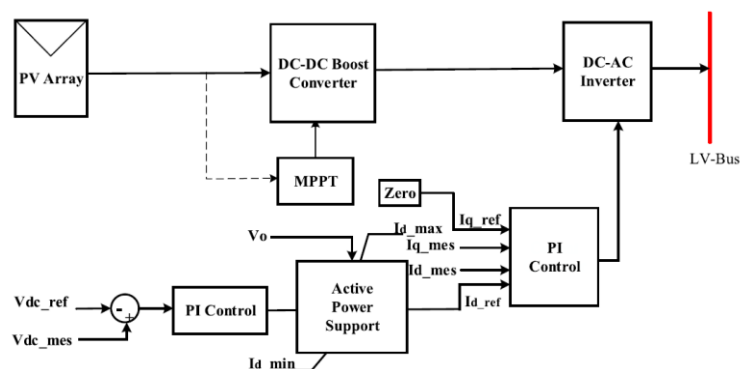 PV Array
DC-DC Boost
Converter
DC-AC
Inverter
LV-Bus
MPPT
Zero
Iq_ref
Id_max
Iq_mes
Vo
Id_mes
PI
Control
Active
Power
Support
Id_ref
Vdc_ref
-
+
PI Control
Vdc_mes
Id_min